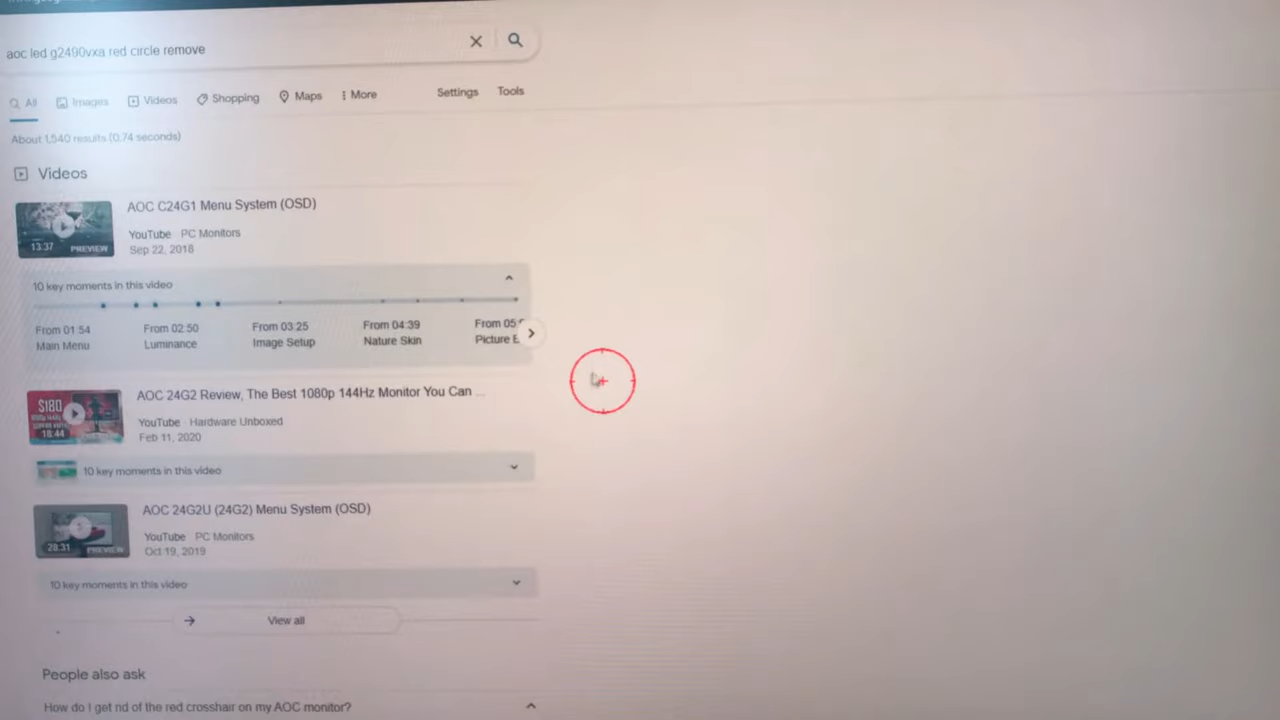 aoc led g2490vxa red circle remove
All Images Videos Shopping Maps More Settings Tools
About 1,540 results (0.74 seconds)
Videos
AOC C24G1 Menu System (OSD)
YouTube · PC Monitors
Sep 22, 2018
13:37 PREVIEW
10 key moments in this video
From 01:54 From 02:50 From 03:25 From 04:39 From 05:
Main Menu Luminance Image Setup Nature Skin Picture E
AOC 24G2 Review, The Best 1080p 144Hz Monitor You Can ...
YouTube · Hardware Unboxed
Feb 11, 2020
$180
18:44
10 key moments in this video
AOC 24G2U (24G2) Menu System (OSD)
YouTube · PC Monitors
Oct 19, 2019
28:31 PREVIEW
10 key moments in this video
View all
People also ask
How do I get rid of the red crosshair on my AOC monitor?